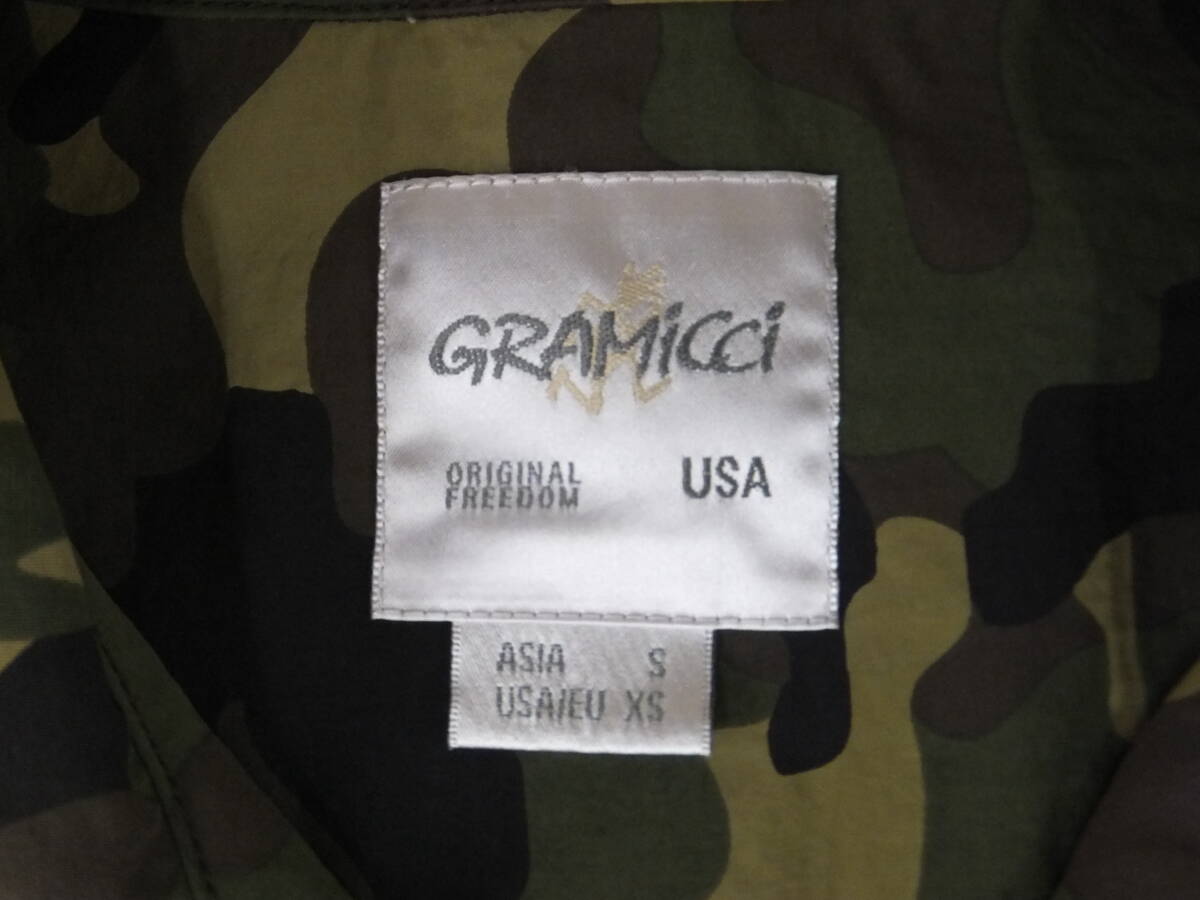 GRAMiCCi
ORIGINAL
FREEDOM
USA
ASIA S
USA/EU XS